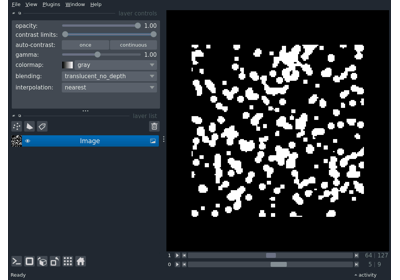 File View Plugins Window Help
layer controls
opacity: 1.00
contrast limits:
auto-contrast: once continuous
gamma: 1.00
colormap: gray
blending: translucent_no_depth
interpolation: nearest
layer list
Image
1 64 127
0 5 9
Ready activity